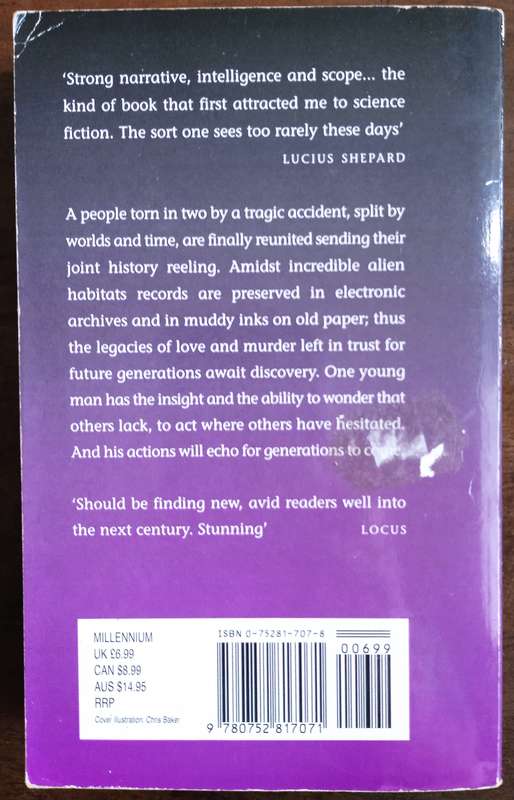 ‘Strong narrative, intelligence and scope... the
kind of book that first attracted me to science
fiction. The sort one sees too rarely these days’
LUCIUS SHEPARD
A people torn in two by a tragic accident, split by
worlds and time, are finally reunited sending their
joint history reeling. Amidst incredible alien
habitats records are preserved in electronic
archives and in muddy inks on old paper; thus
the legacies of love and murder left in trust for
future generations await discovery. One young
man has the insight and the ability to wonder that
others lack, to act where others have hesitated.
And his actions will echo for generations to come.
‘Should be finding new, avid readers well into
the next century. Stunning’ LOCUS
MILLENNIUM
UK £6.99
CAN $8.99
AUS $14.95
RRP
Cover illustration: Chris Baker
ISBN 0-75281-707-8
00699
9 780752 817071